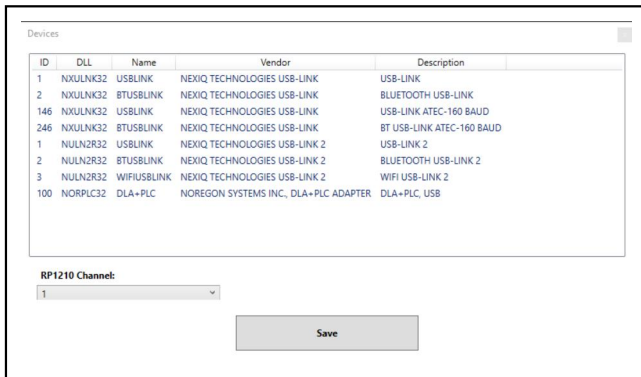 Devices
ID DLL Name Vendor Description
1 NXULNK32 USBLINK NEXIQ TECHNOLOGIES USB-LINK USB-LINK
2 NXULNK32 BTUSBLINK NEXIQ TECHNOLOGIES USB-LINK BLUETOOTH USB-LINK
146 NXULNK32 USBLINK NEXIQ TECHNOLOGIES USB-LINK USB-LINK ATEC-160 BAUD
246 NXULNK32 BTUSBLINK NEXIQ TECHNOLOGIES USB-LINK BT USB-LINK ATEC-160 BAUD
1 NULN2R32 USBLINK NEXIQ TECHNOLOGIES USB-LINK 2 USB-LINK 2
2 NULN2R32 BTUSBLINK NEXIQ TECHNOLOGIES USB-LINK 2 BLUETOOTH USB-LINK 2
3 NULN2R32 WIFIUSBLINK NEXIQ TECHNOLOGIES USB-LINK 2 WIFI USB-LINK 2
100 NORPLC32 DLA+PLC NOREGON SYSTEMS INC., DLA+PLC ADAPTER DLA+PLC, USB
RP1210 Channel:
1
Save